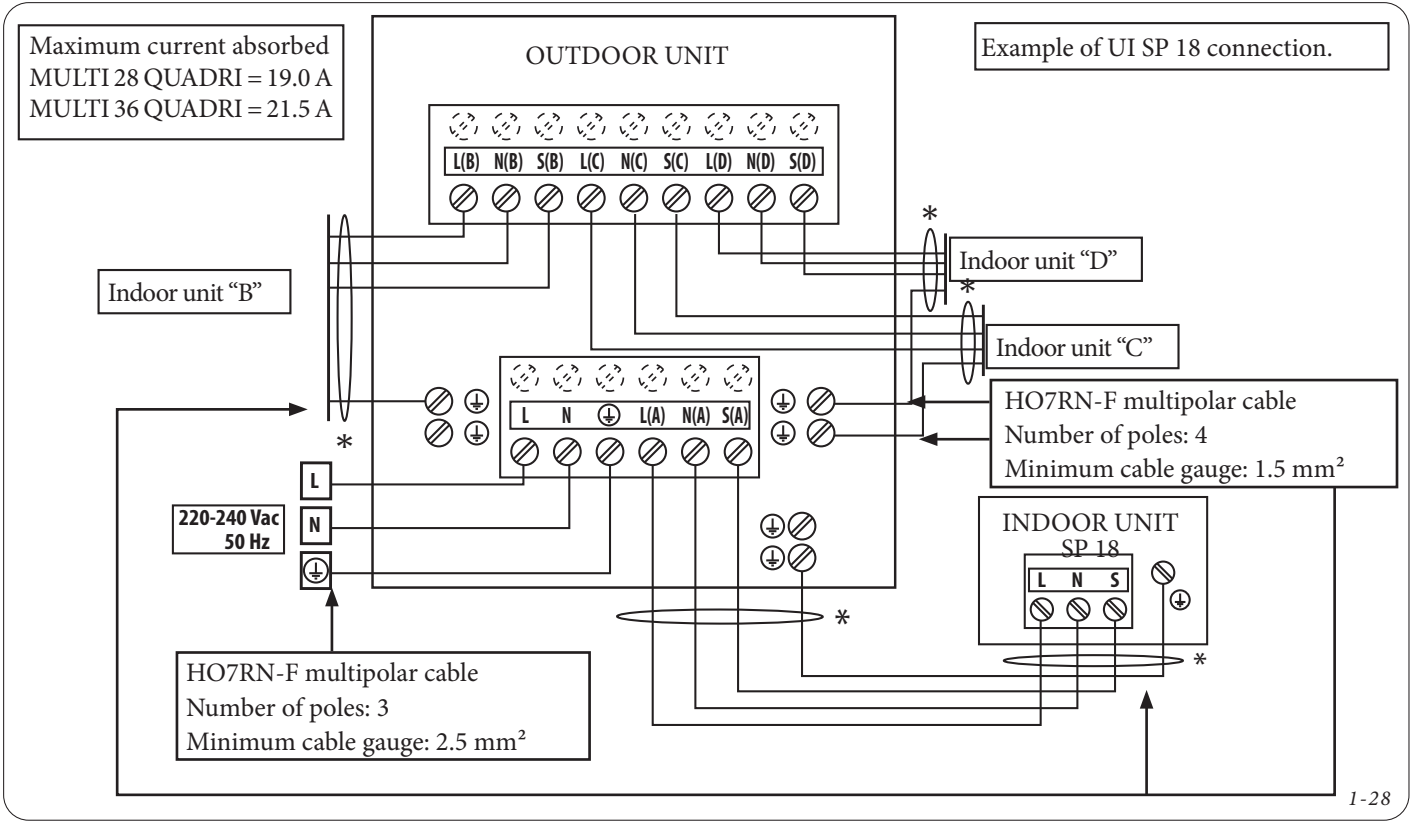 Maximum current absorbed
MULTI 28 QUADRI = 19.0 A
MULTI 36 QUADRI = 21.5 A
OUTDOOR UNIT
Example of UI SP 18 connection.
L(B) N(B) S(B) L(C) N(C) S(C) L(D) N(D) S(D)
*
Indoor unit “D”
*
Indoor unit “B”
Indoor unit “C”
L N L(A) N(A) S(A)
*
HO7RN-F multipolar cable
Number of poles: 4
Minimum cable gauge: 1.5 mm²
L
220-240 Vac
50 Hz
N
INDOOR UNIT
SP 18
L N S
*
*
HO7RN-F multipolar cable
Number of poles: 3
Minimum cable gauge: 2.5 mm²
1-28